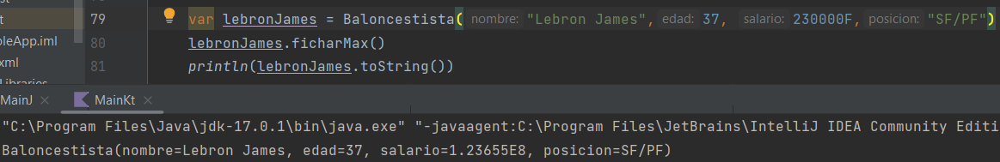 t
79 var lebronJames = Baloncestista( nombre: "Lebron James", edad: 37, salario: 230000F, posicion: "SF/PF")
pleApp.iml 80 lebronJames.ficharMax()
xml 81 println(lebronJames.toString())
Libraries
MainJ × MainKt ×
"C:\Program Files\Java\jdk-17.0.1\bin\java.exe" "-javaagent:C:\Program Files\JetBrains\IntelliJ IDEA Community Editi
Baloncestista(nombre=Lebron James, edad=37, salario=1.23655E8, posicion=SF/PF)